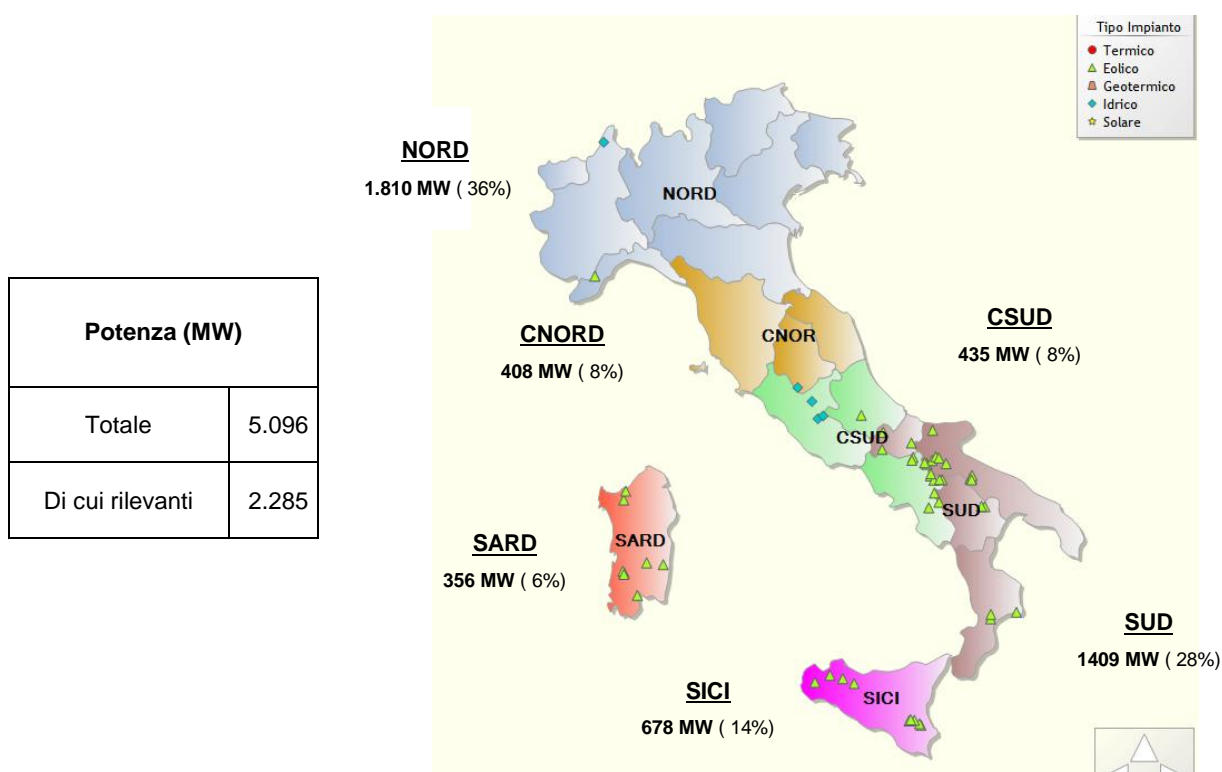 Tipo Impianto
Termico
Eolico
Geotermico
Idrico
Solare
NORD
1.810 MW ( 36%)
NORD
Potenza (MW)
Totale 5.096
Di cui rilevanti 2.285
CNORD
408 MW ( 8%)
CNOR
CSUD
435 MW ( 8%)
CSUD
SUD
SARD
356 MW ( 6%)
SARD
SUD
1409 MW ( 28%)
SICI
678 MW ( 14%)
SICI